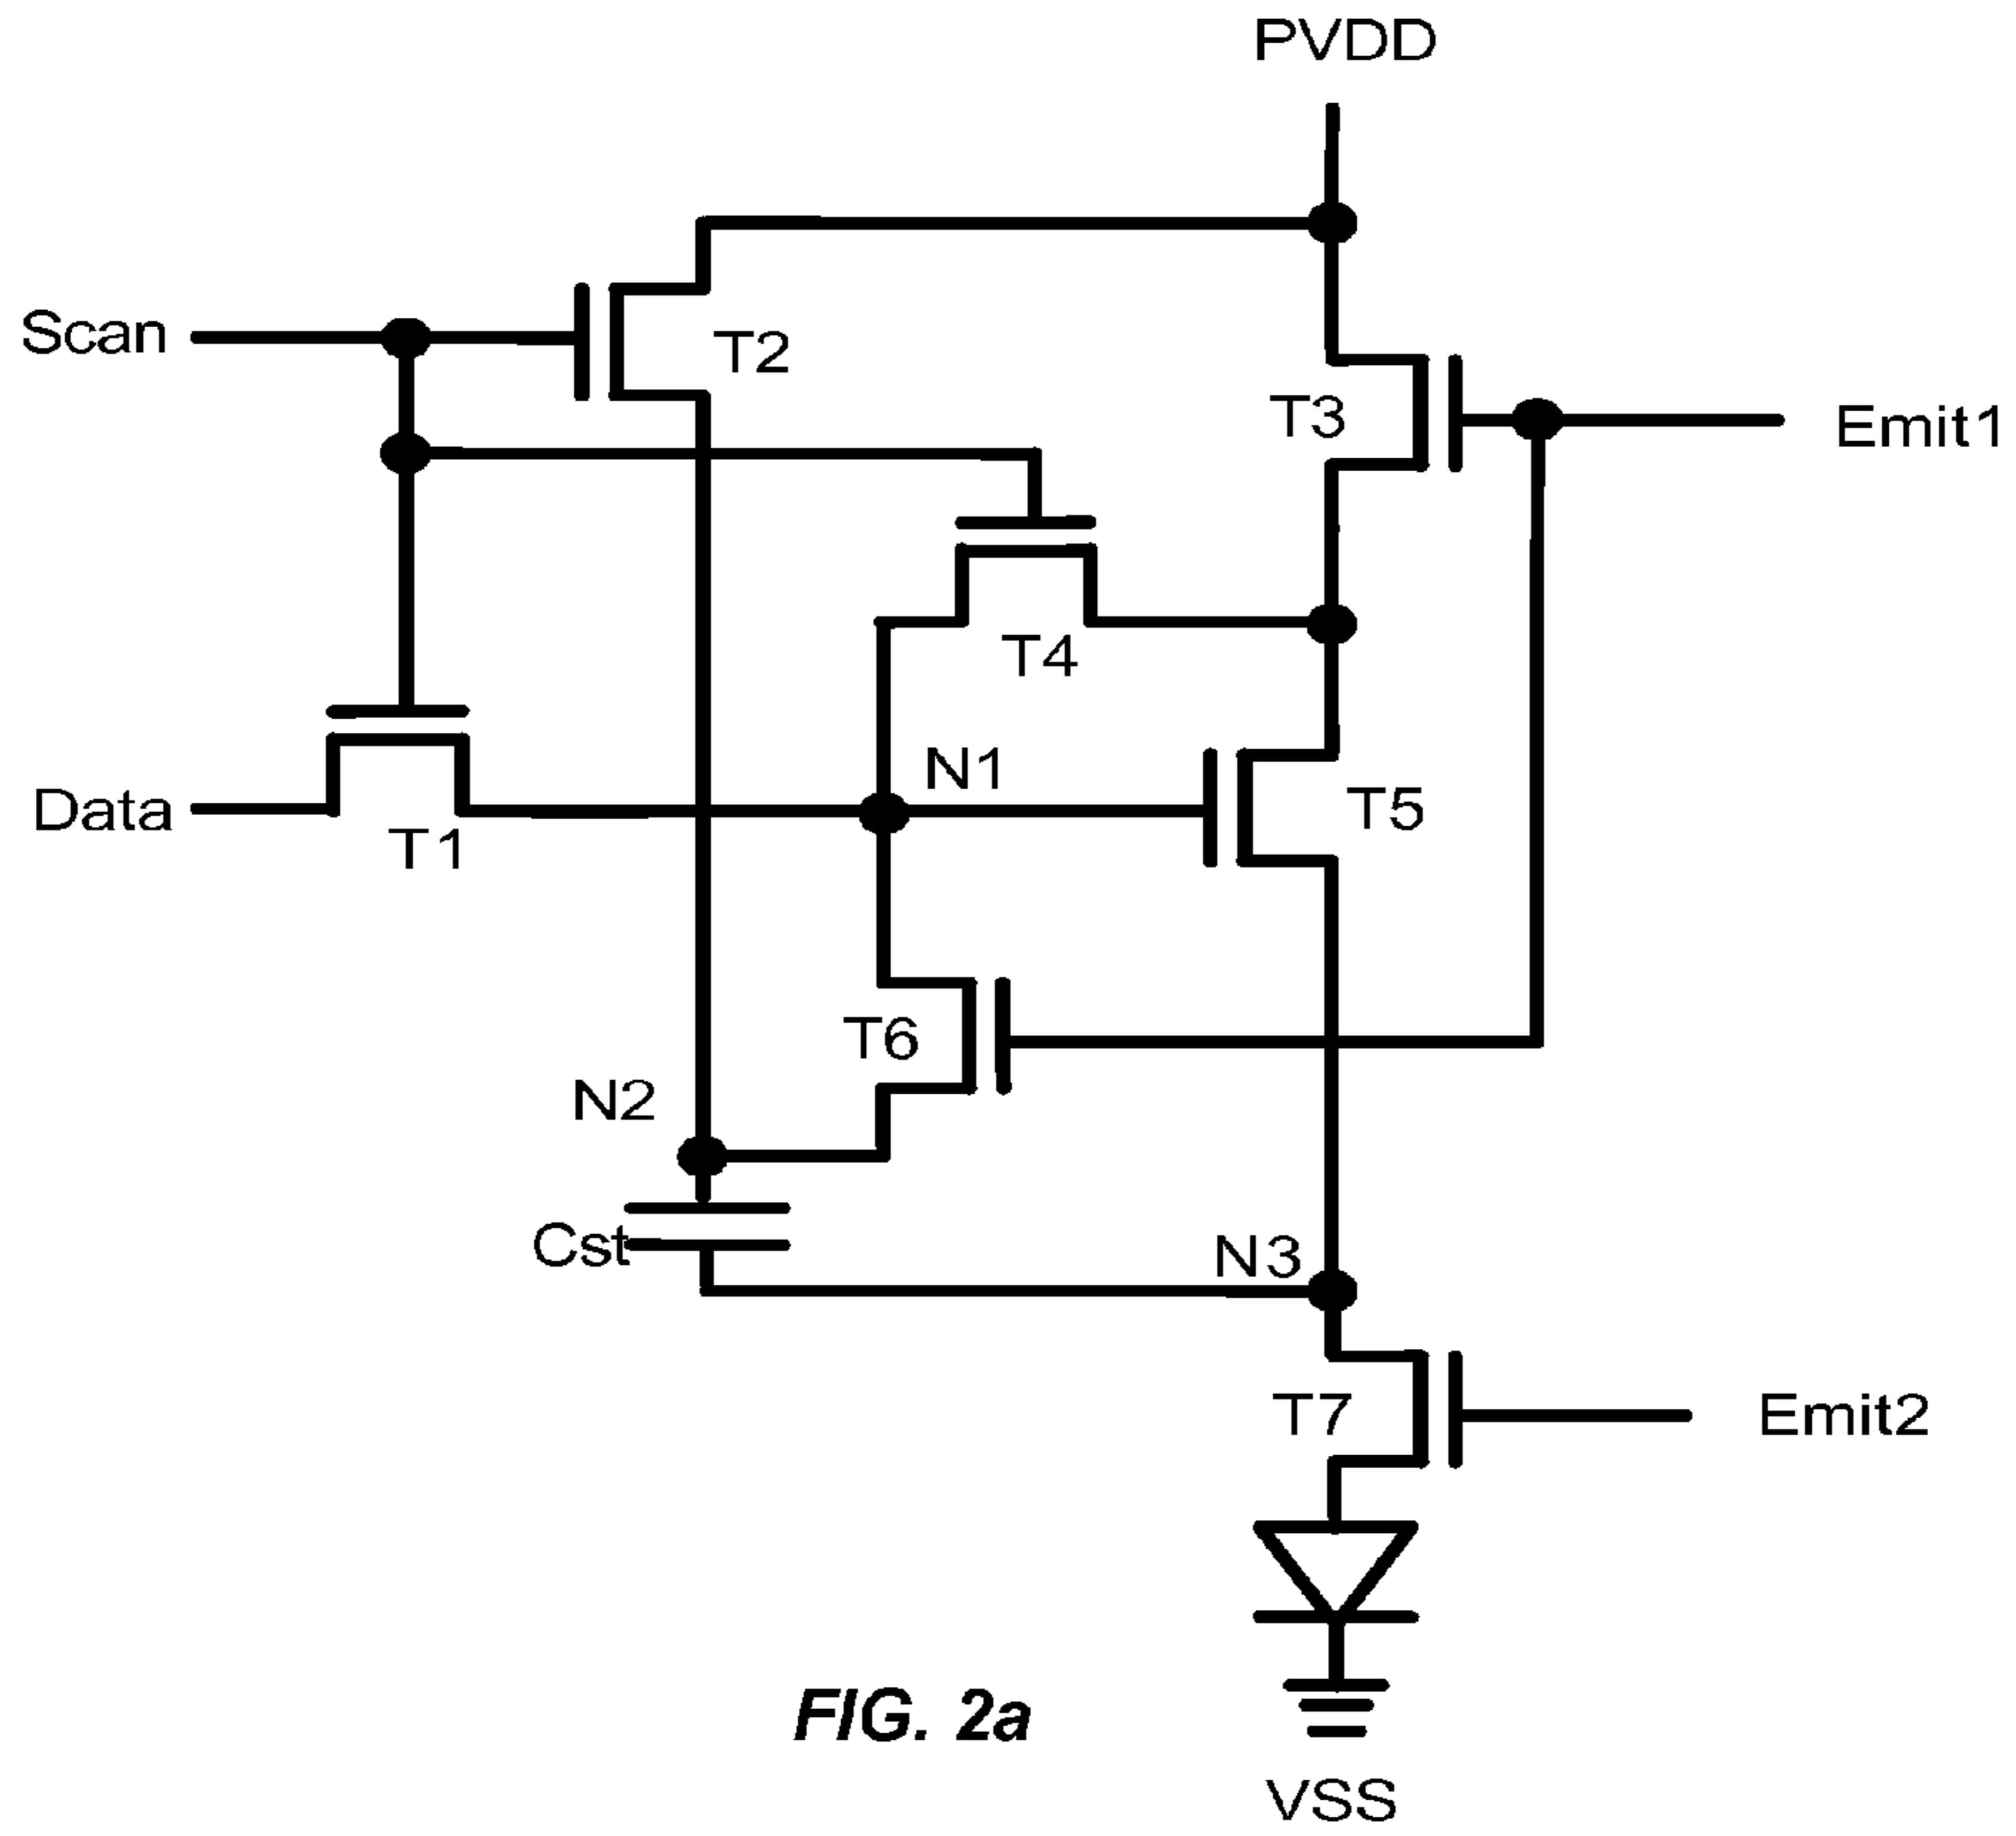 PVDD
Scan
T2
T3
Emit1
T4
N1
Data
T1
T5
T6
N2
Cst
N3
T7
Emit2
FIG. 2a
VSS